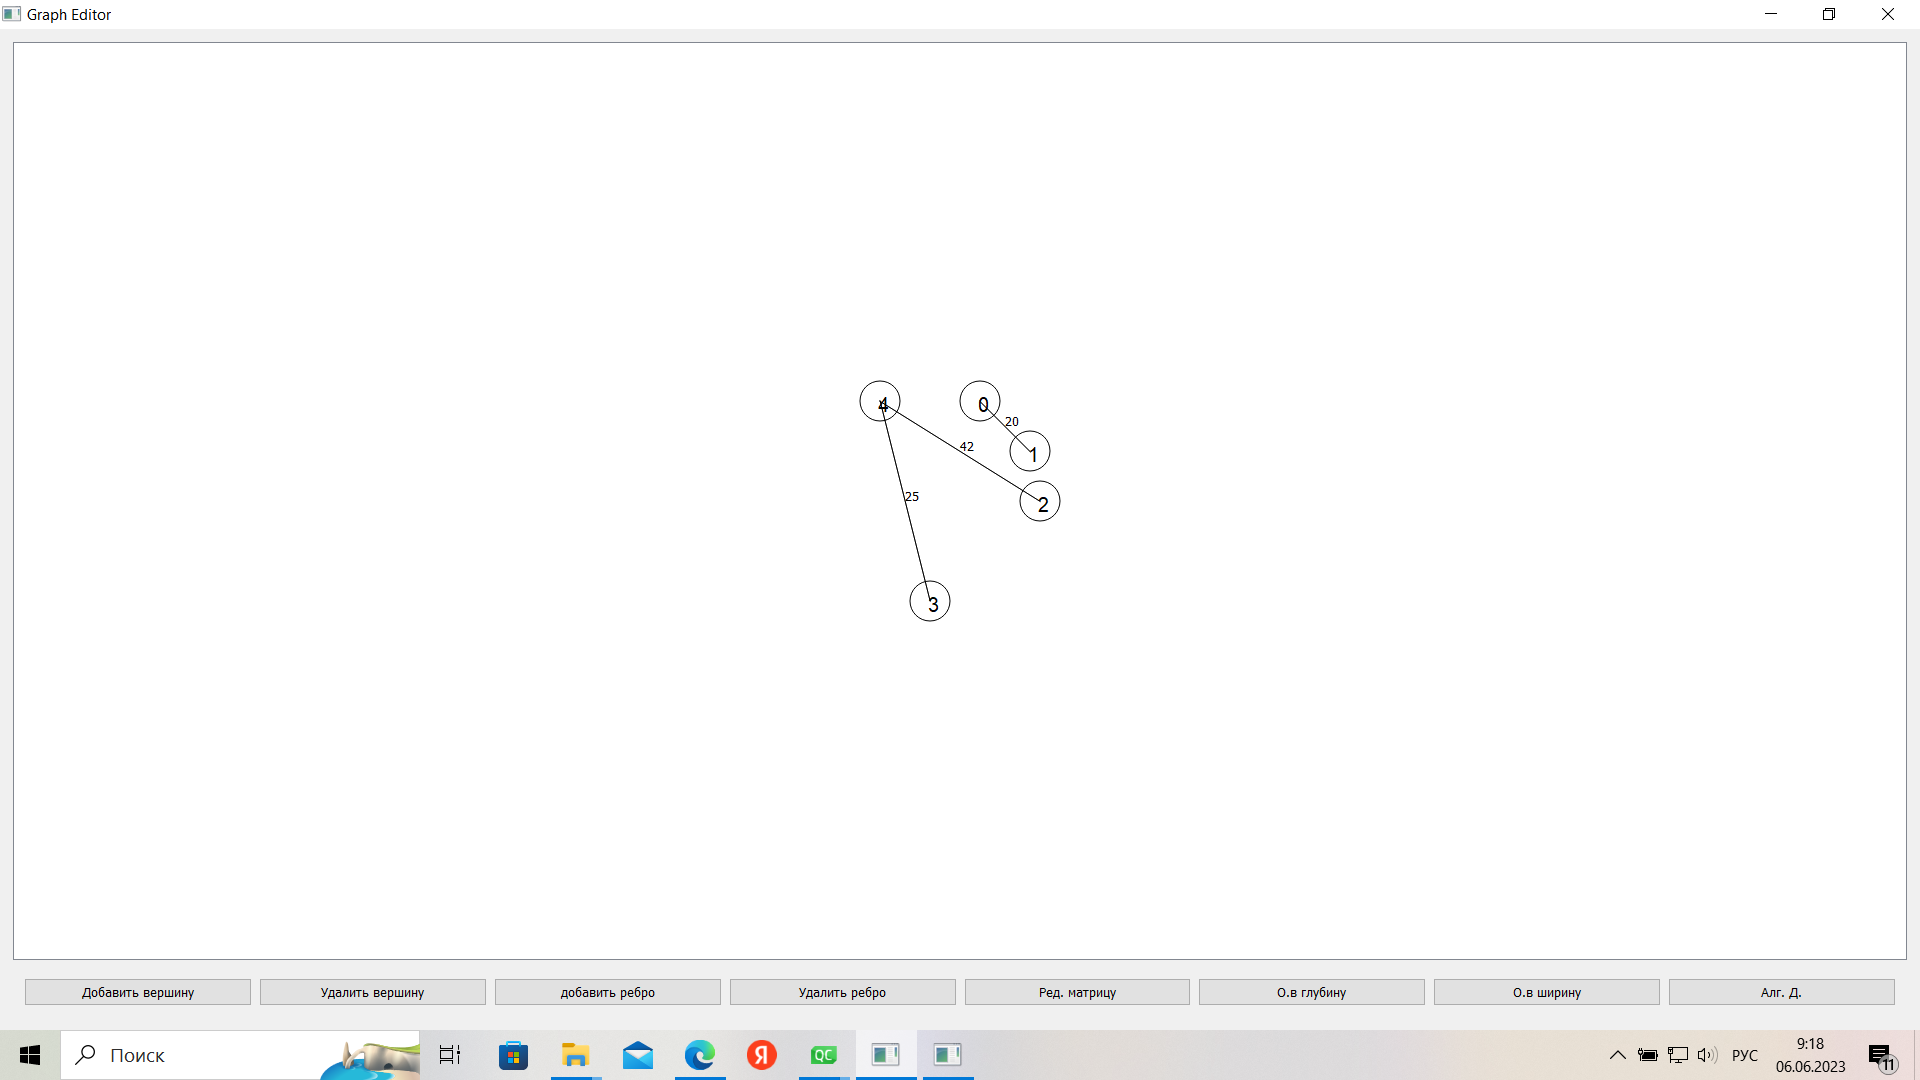 Graph Editor
4
0
20
42
1
25
2
3
Добавить вершину
Удалить вершину
добавить ребро
Удалить ребро
Ред. матрицу
О.в глубину
О.в ширину
Алг. Д.
Поиск
Я
QC
РУС
9:18
06.06.2023
11